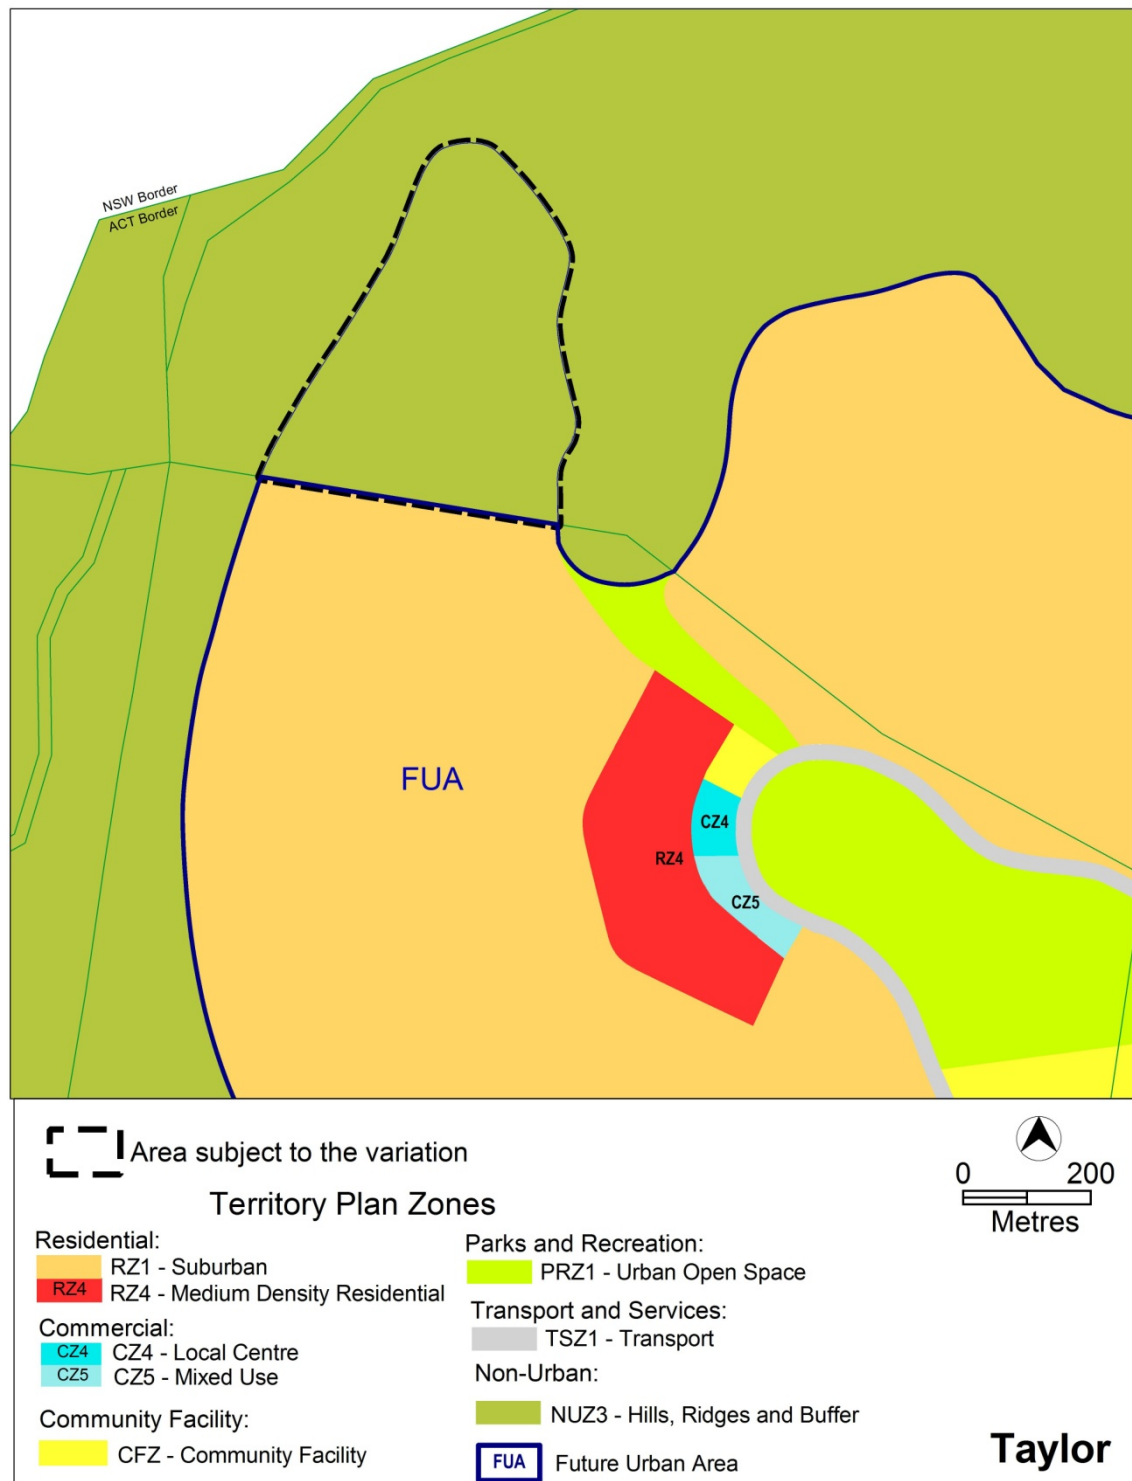 NSW Border
ACT Border
FUA
CZ4
RZ4
CZ5
Area subject to the variation
Territory Plan Zones
0 200
Metres
Residential:
RZ1 - Suburban
RZ4 RZ4 - Medium Density Residential
Commercial:
CZ4 CZ4 - Local Centre
CZ5 CZ5 - Mixed Use
Community Facility:
CFZ - Community Facility
Parks and Recreation:
PRZ1 - Urban Open Space
Transport and Services:
TSZ1 - Transport
Non-Urban:
NUZ3 - Hills, Ridges and Buffer
FUA Future Urban Area
Taylor